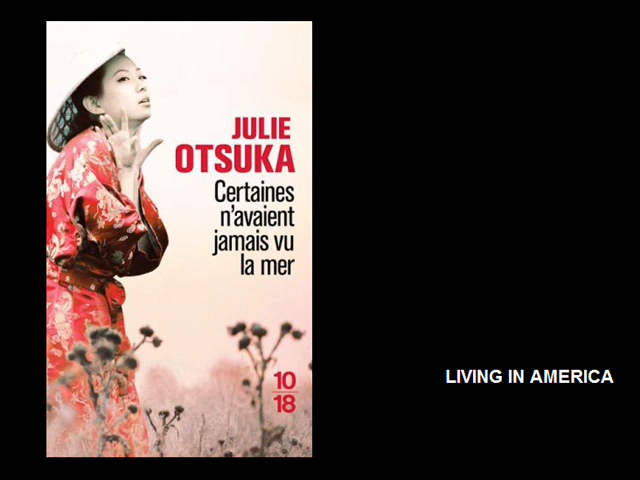 JULIE
OTSUKA
Certaines
n'avaient
jamais vu
la mer
10
18
LIVING IN AMERICA